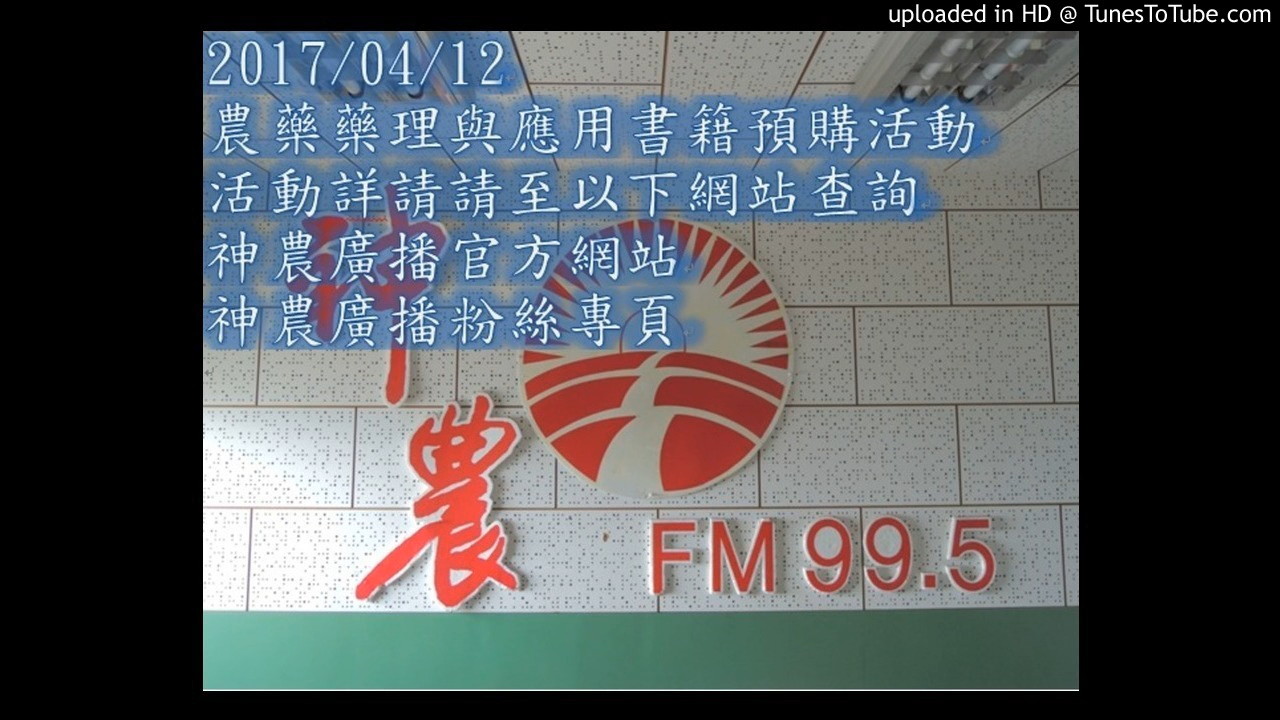 uploaded in HD @ TunesToTube.com
2017/04/12
農藥藥理與應用書籍預購活動
活動詳請請至以下網站查詢
神農廣播官方網站
神農廣播粉絲專頁
神農
FM 99.5